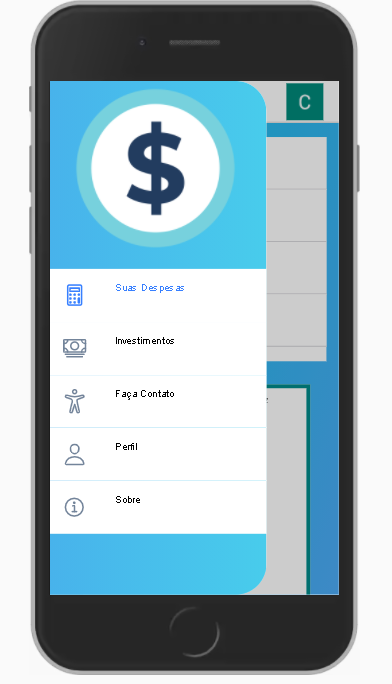 C
$
Suas Despesas
Investimentos
Faça Contato
Perfil
Sobre